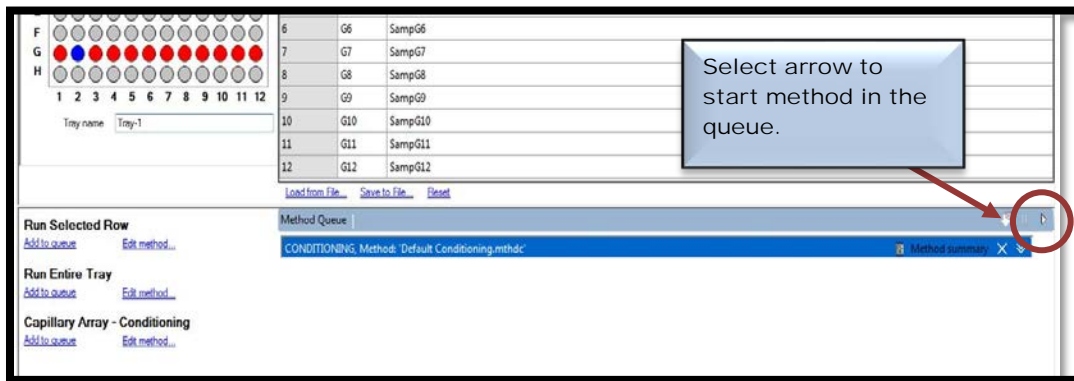 F
G
H
1 2 3 4 5 6 7 8 9 10 11 12
Tray name Tray-1
6 G6 SampG6
7 G7 SampG7
8 G8 SampG8
9 G9 SampG9
10 G10 SampG10
11 G11 SampG11
12 G12 SampG12
Load from File... Save to File... Reset
Select arrow to
start method in the
queue.
Run Selected Row
Add to queue Edit method...
Run Entire Tray
Add to queue Edit method...
Capillary Array - Conditioning
Add to queue Edit method...
Method Queue
CONDITIONING, Method: 'Default Conditioning.mthdc' Method summary